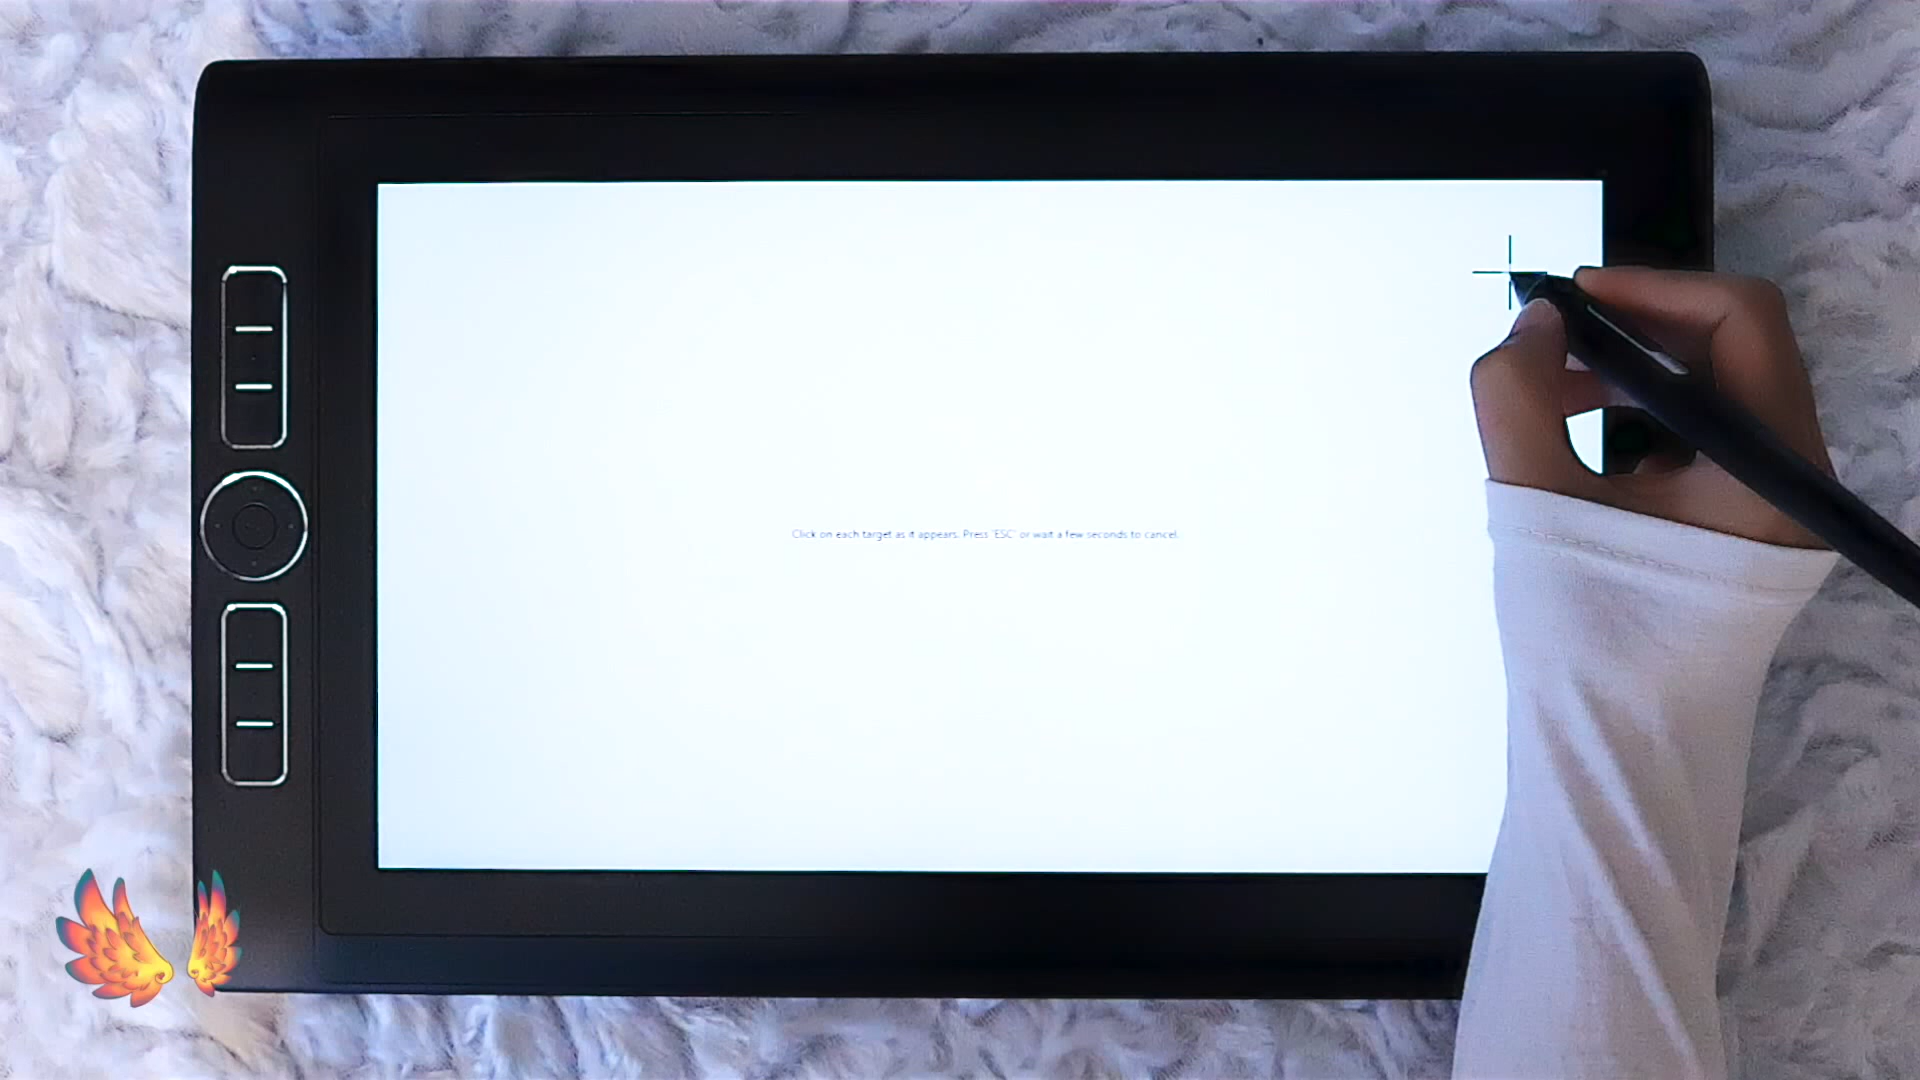 Click on each target as it appears. Press "ESC" or wait a few seconds to cancel.